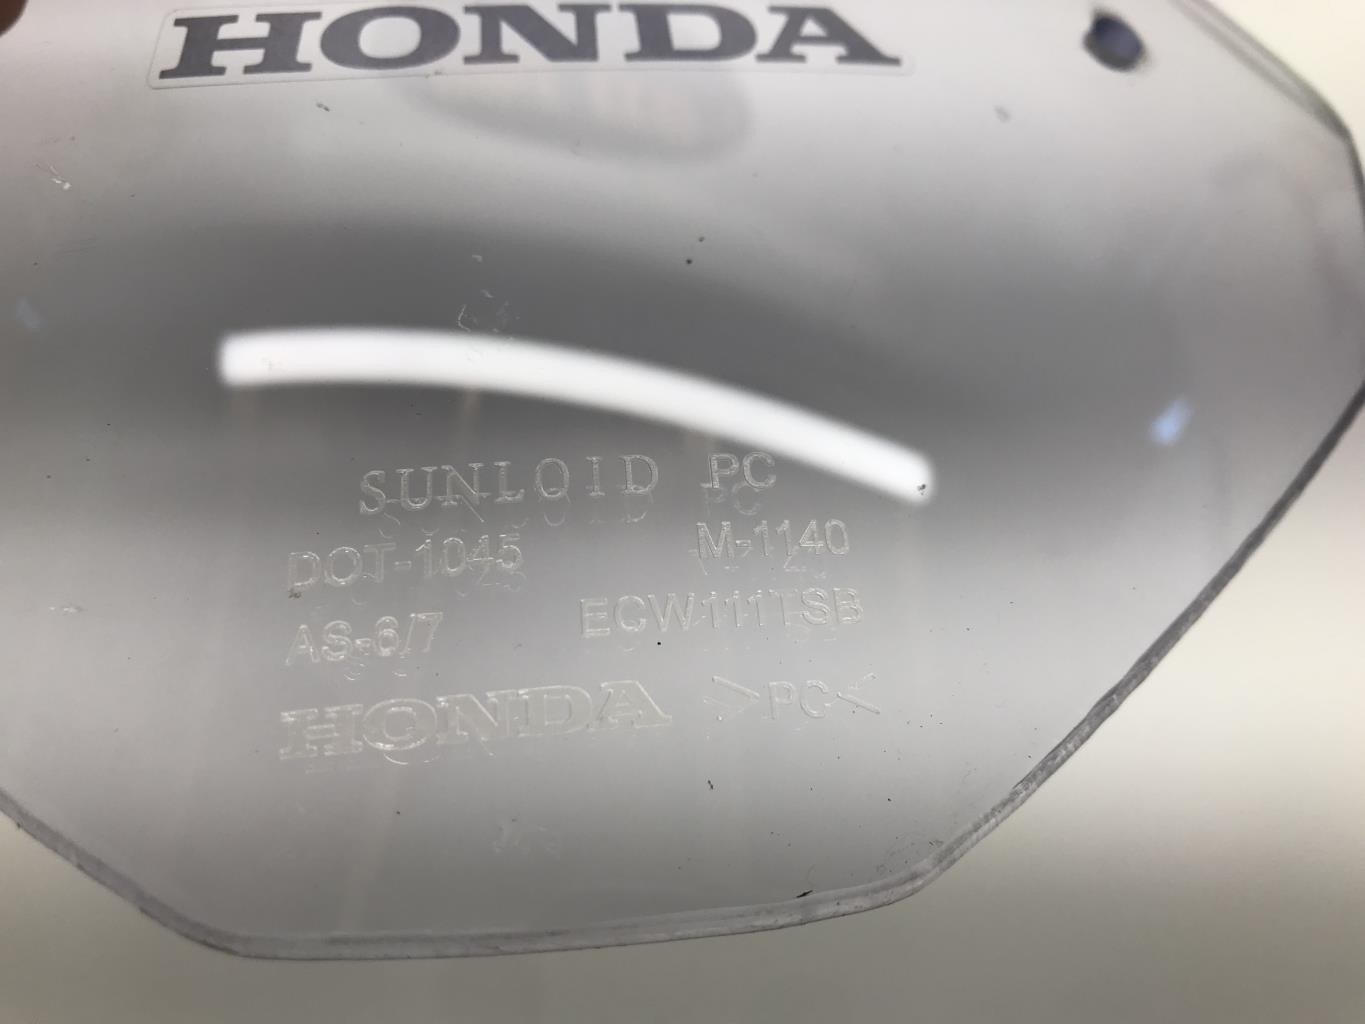 HONDA
SUNLOID PC
DOT-1045 M-1140
AS-6/7 ECW111TSB
HONDA >PC<